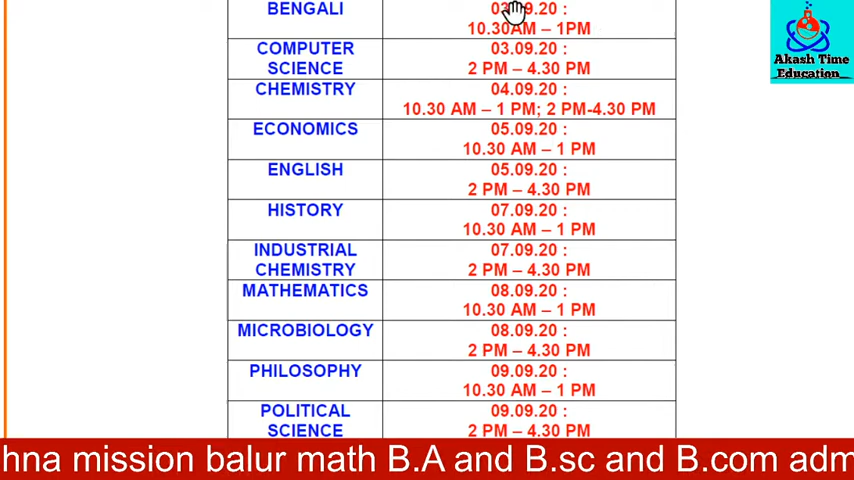 BENGALI
03.09.20 :
10.30AM – 1PM
COMPUTER
SCIENCE
03.09.20 :
2 PM – 4.30 PM
CHEMISTRY
04.09.20 :
10.30 AM – 1 PM; 2 PM-4.30 PM
ECONOMICS
05.09.20 :
10.30 AM – 1 PM
ENGLISH
05.09.20 :
2 PM – 4.30 PM
HISTORY
07.09.20 :
10.30 AM – 1 PM
INDUSTRIAL
CHEMISTRY
07.09.20 :
2 PM – 4.30 PM
MATHEMATICS
08.09.20 :
10.30 AM – 1 PM
MICROBIOLOGY
08.09.20 :
2 PM – 4.30 PM
PHILOSOPHY
09.09.20 :
10.30 AM – 1 PM
POLITICAL
SCIENCE
09.09.20 :
2 PM – 4.30 PM
Akash Time
Education
hna mission balur math B.A and B.sc and B.com adm